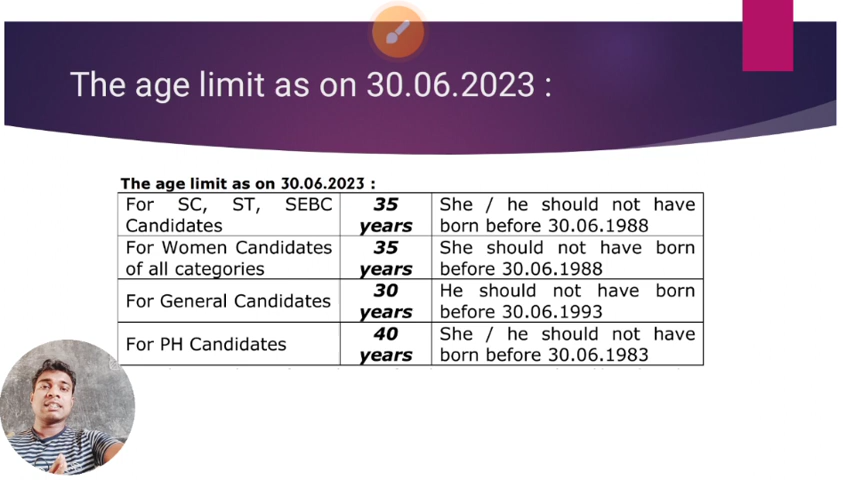 The age limit as on 30.06.2023 :
The age limit as on 30.06.2023 :
For SC, ST, SEBC
Candidates
35
years
She / he should not have
born before 30.06.1988
For Women Candidates
of all categories
35
years
She should not have born
before 30.06.1988
For General Candidates
30
years
He should not have born
before 30.06.1993
For PH Candidates
40
years
She / he should not have
born before 30.06.1983